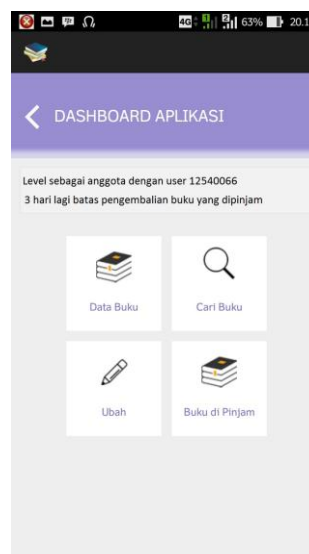 4G 63% 20.1
DASHBOARD APLIKASI
Level sebagai anggota dengan user 12540066
3 hari lagi batas pengembalian buku yang dipinjam
Data Buku
Cari Buku
Ubah
Buku di Pinjam